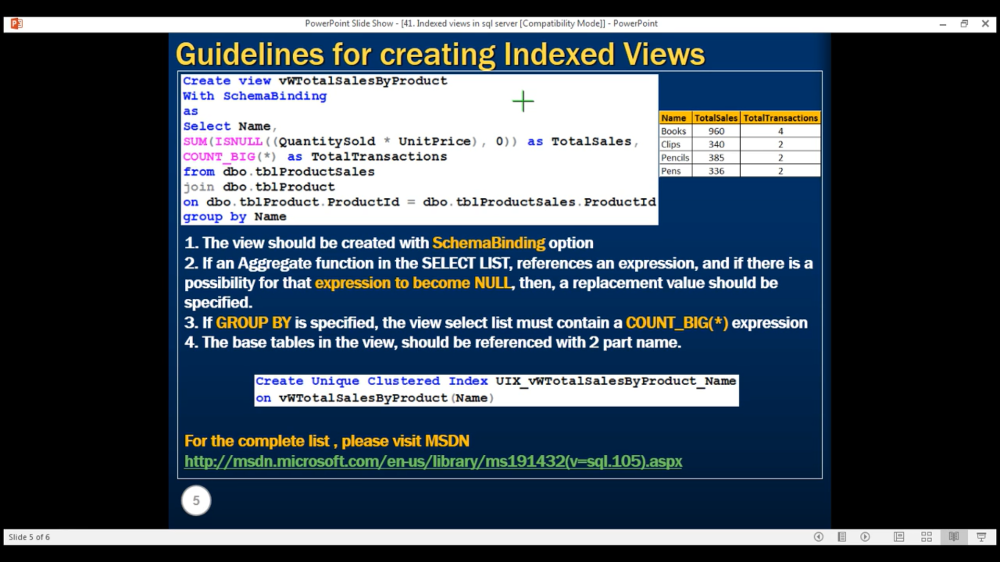 PowerPoint Slide Show - [41. Indexed views in sql server [Compatibility Mode]] - PowerPoint
Guidelines for creating Indexed Views
Create view vWTotalSalesByProduct
With SchemaBinding
as
Select Name,
SUM(ISNULL((QuantitySold * UnitPrice), 0)) as TotalSales,
COUNT_BIG(*) as TotalTransactions
from dbo.tblProductSales
join dbo.tblProduct
on dbo.tblProduct.ProductId = dbo.tblProductSales.ProductId
group by Name
Name TotalSales TotalTransactions
Books 960 4
Clips 340 2
Pencils 385 2
Pens 336 2
1. The view should be created with SchemaBinding option
2. If an Aggregate function in the SELECT LIST, references an expression, and if there is a
possibility for that expression to become NULL, then, a replacement value should be
specified.
3. If GROUP BY is specified, the view select list must contain a COUNT_BIG(*) expression
4. The base tables in the view, should be referenced with 2 part name.
Create Unique Clustered Index UIX_vWTotalSalesByProduct_Name
on vWTotalSalesByProduct(Name)
For the complete list , please visit MSDN
http://msdn.microsoft.com/en-us/library/ms191432(v=sql.105).aspx
5
Slide 5 of 6